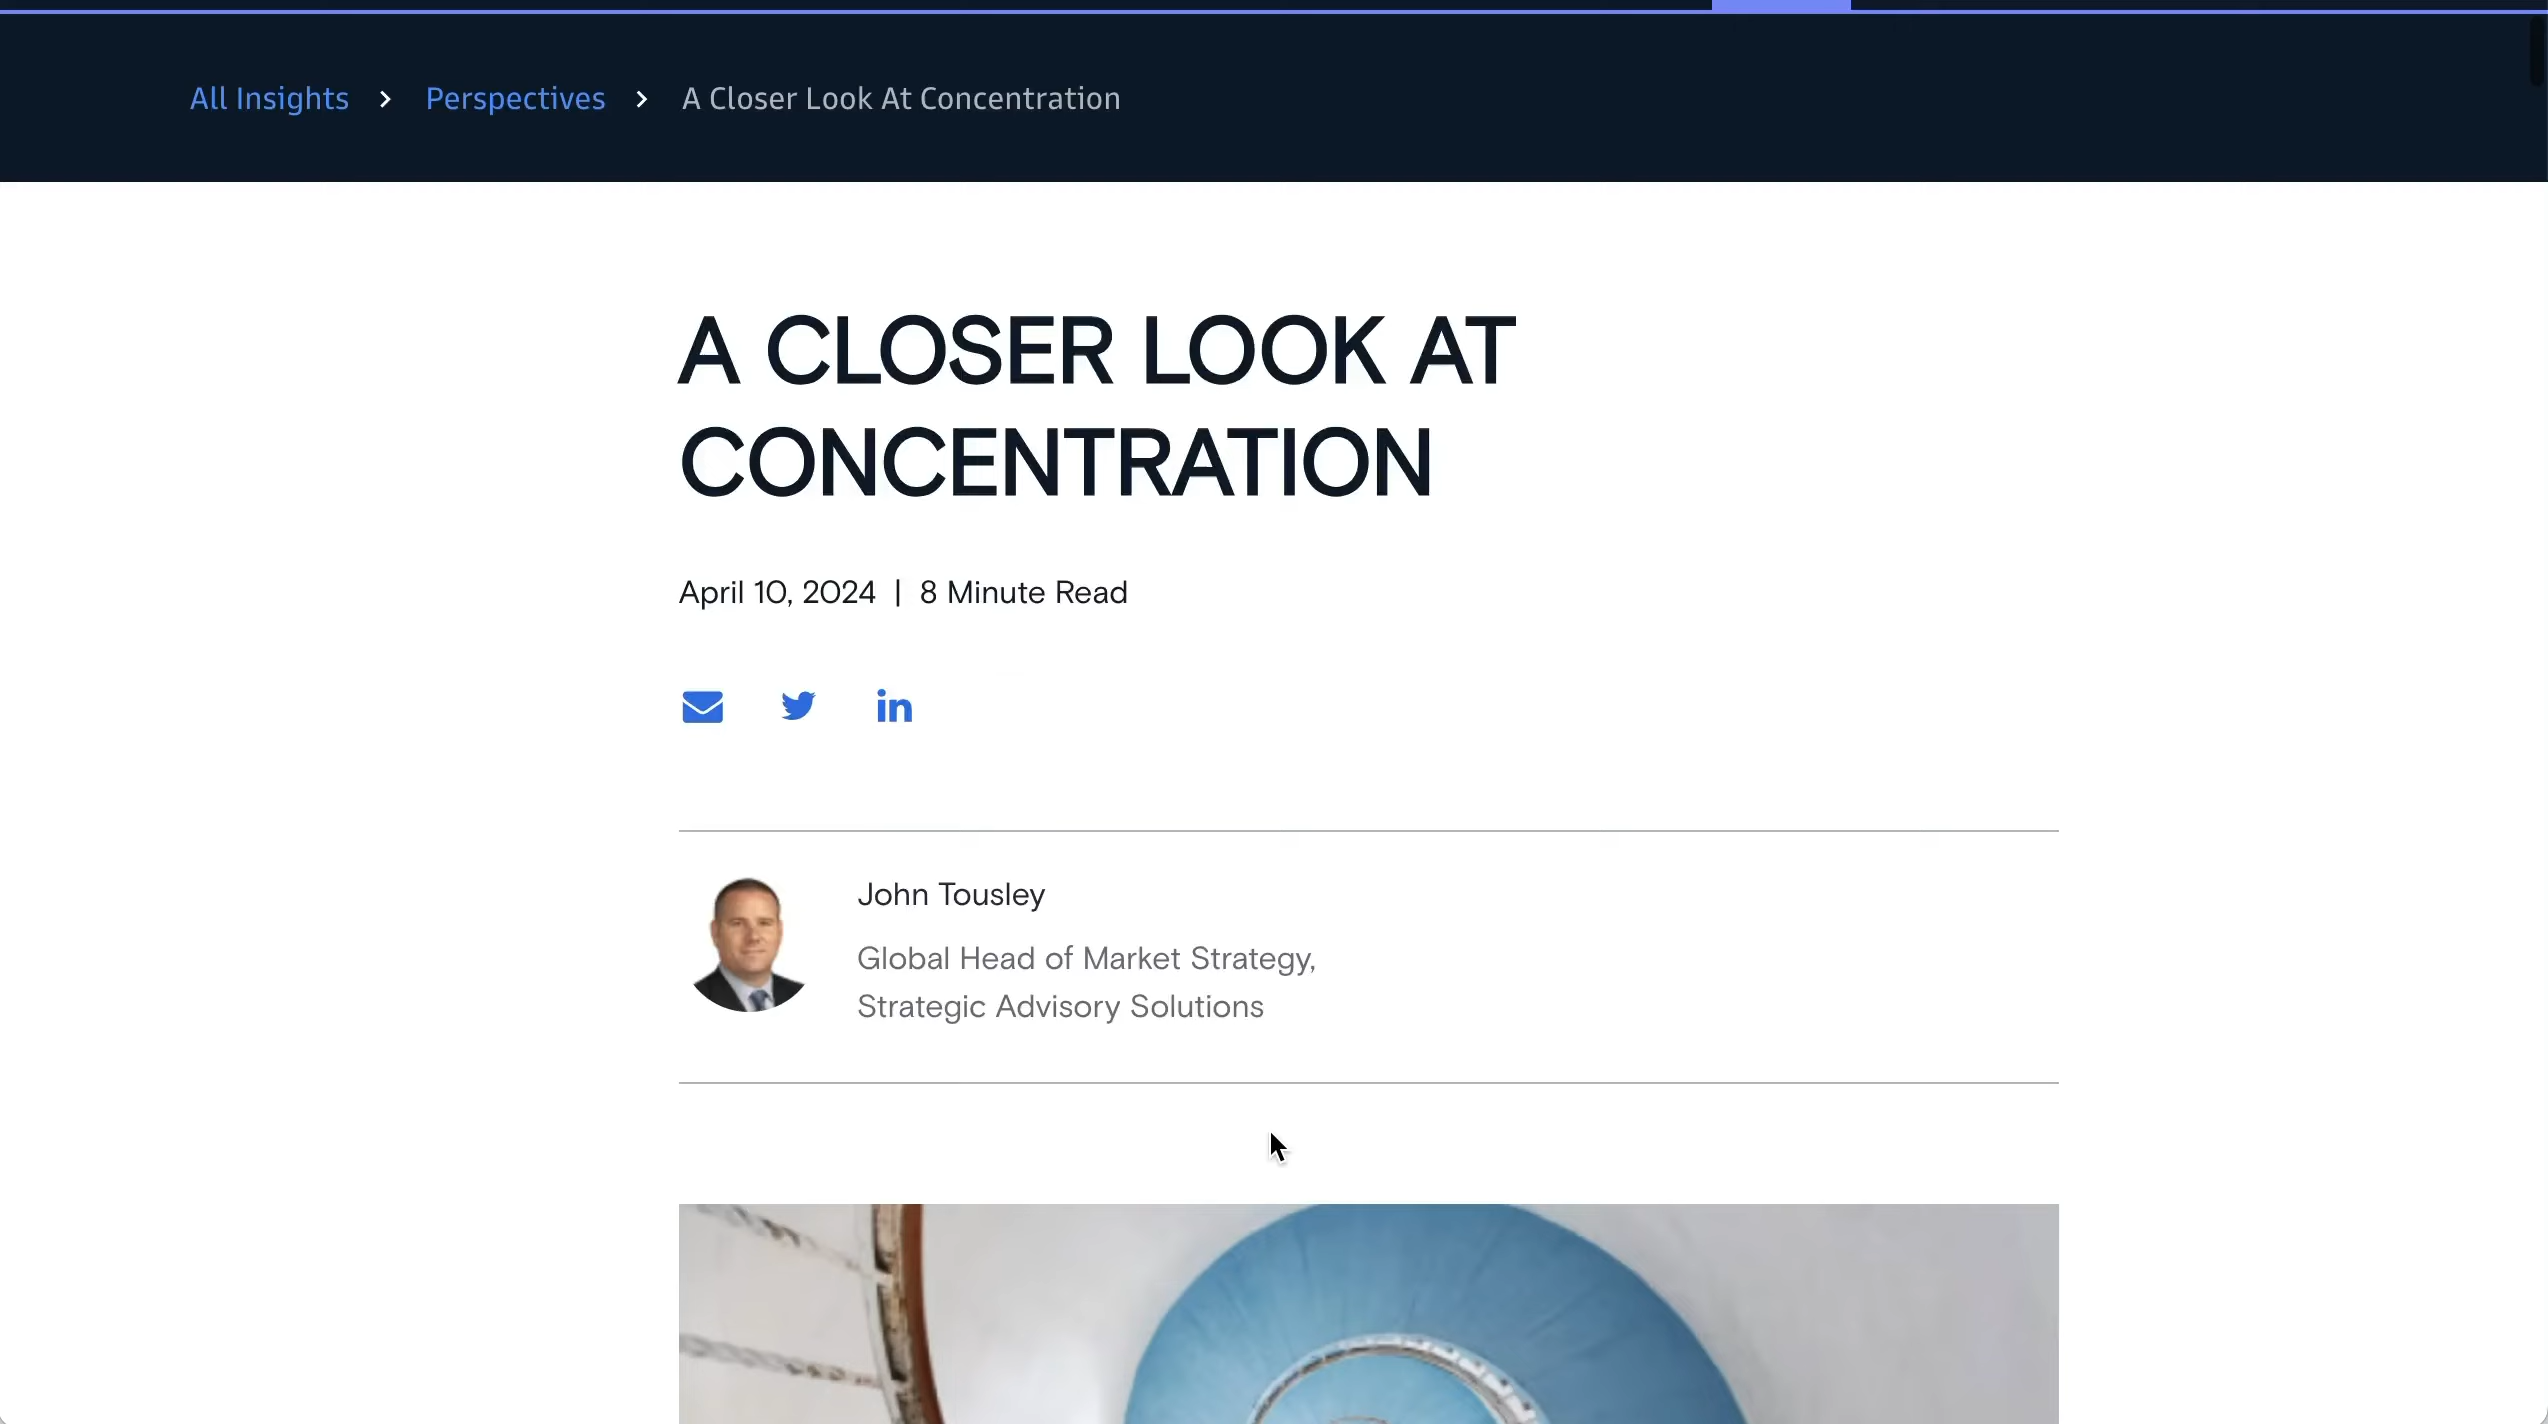 All Insights > Perspectives > A Closer Look At Concentration
A CLOSER LOOK AT
CONCENTRATION
April 10, 2024 | 8 Minute Read
in
John Tousley
Global Head of Market Strategy,
Strategic Advisory Solutions